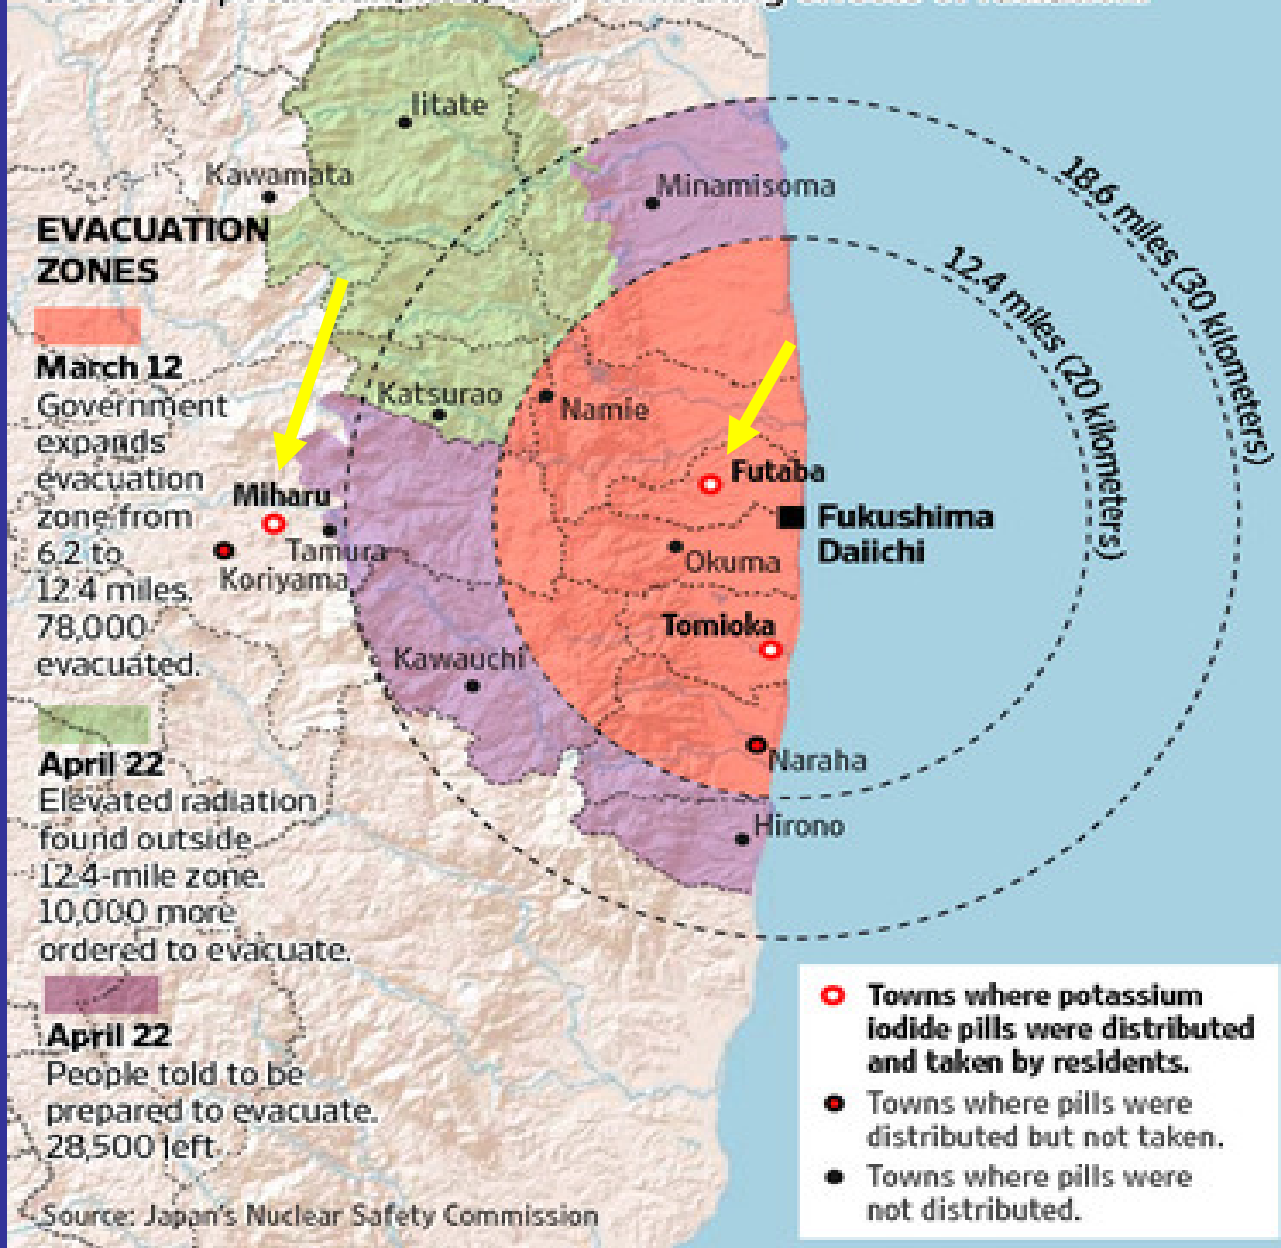 Iitate
Kawamata
Minamisoma
18.6 miles (30 kilometers)
12.4 miles (20 kilometers)
EVACUATION
ZONES
March 12
Government
expands
evacuation
zone from
6.2 to
12.4 miles.
78,000
evacuated.
Katsurao
Namie
Futaba
Miharu
Fukushima
Daiichi
Tamura
Okuma
Koriyama
Tomioka
Kawauchi
Naraha
Hirono
April 22
Elevated radiation
found outside
12.4-mile zone.
10,000 more
ordered to evacuate.
April 22
People told to be
prepared to evacuate.
28,500 left
Source: Japan's Nuclear Safety Commission
Towns where potassium
iodide pills were distributed
and taken by residents.
Towns where pills were
distributed but not taken.
Towns where pills were
not distributed.